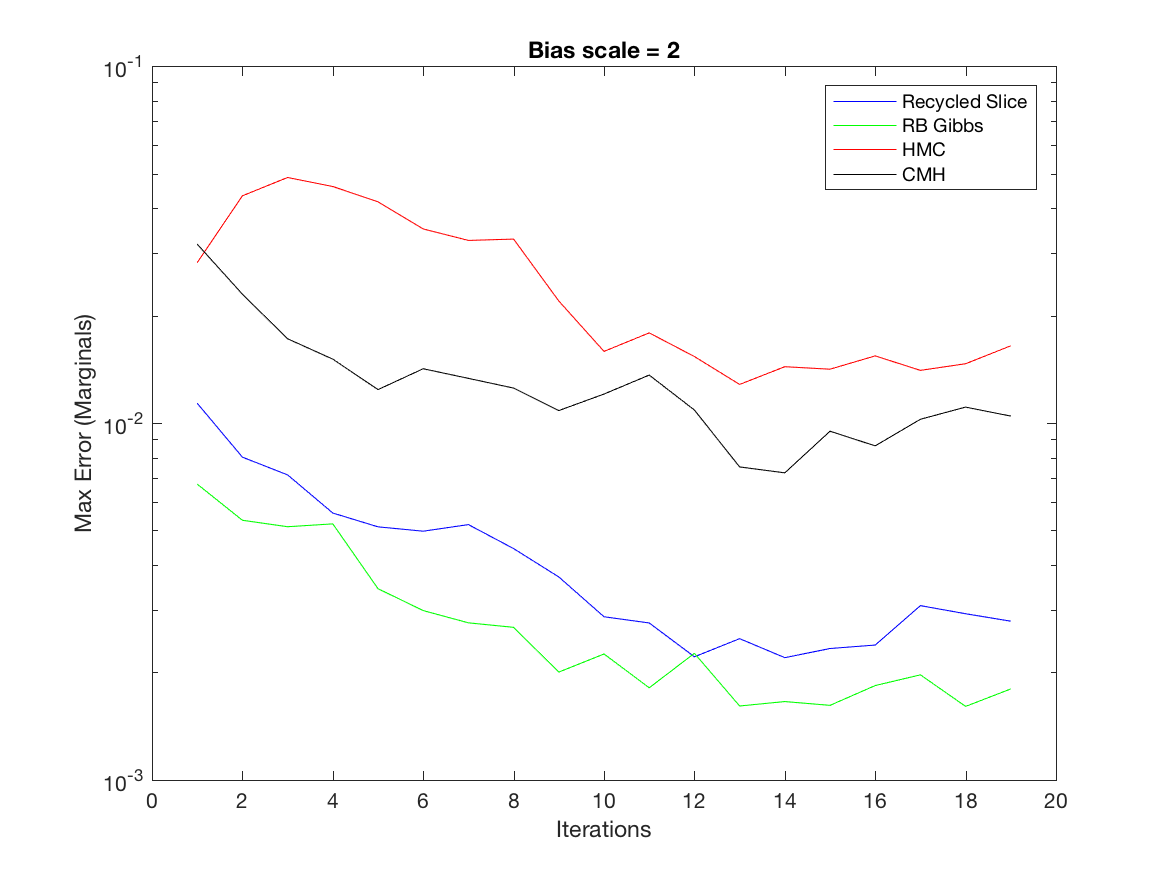 Bias scale = 2
10-1
10-2
10-3
Max Error (Marginals)
Recycled Slice
RB Gibbs
HMC
CMH
0 2 4 6 8 10 12 14 16 18 20
Iterations